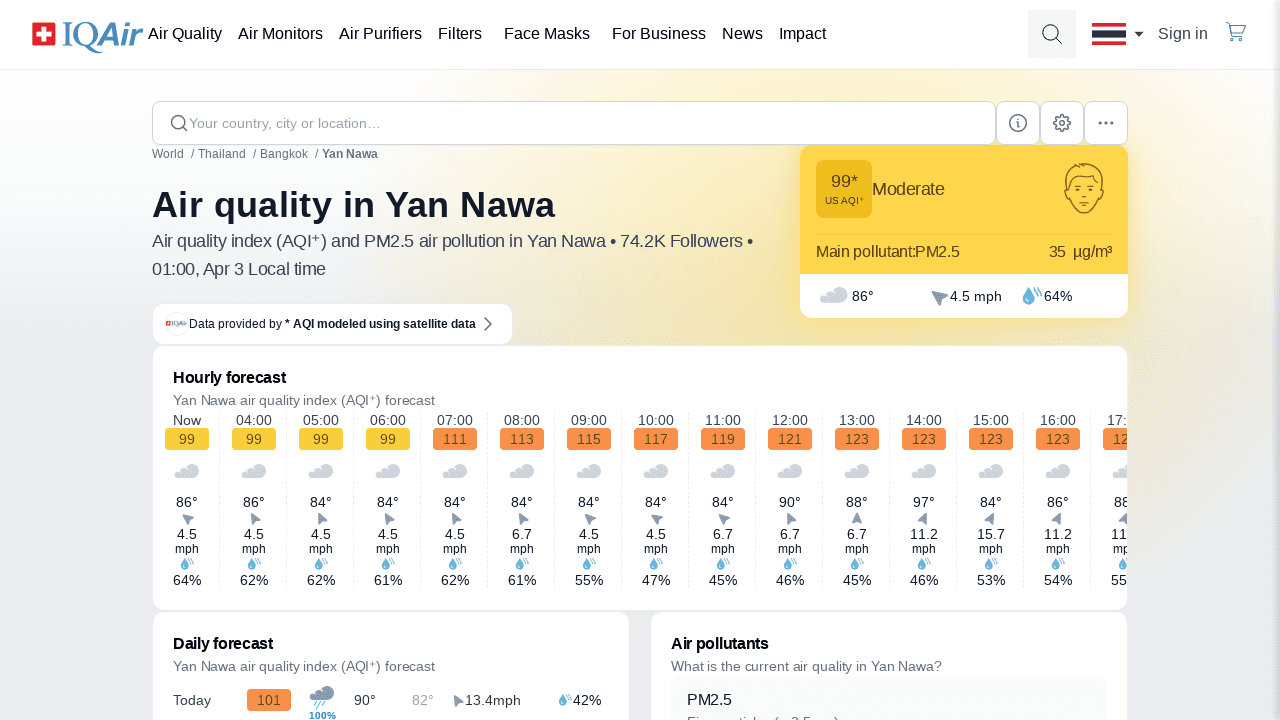 IQAir Air Quality Air Monitors Air Purifiers Filters Face Masks For Business News Impact Sign in
Your country, city or location...
World / Thailand / Bangkok / Yan Nawa
Air quality in Yan Nawa
Air quality index (AQI⁺) and PM2.5 air pollution in Yan Nawa • 74.2K Followers •
01:00, Apr 3 Local time
99*
US AQI⁺
Moderate
Main pollutant:PM2.5 35 µg/m³
86° 4.5 mph 64%
IQAir Data provided by * AQI modeled using satellite data
Hourly forecast
Yan Nawa air quality index (AQI⁺) forecast
Now 04:00 05:00 06:00 07:00 08:00 09:00 10:00 11:00 12:00 13:00 14:00 15:00 16:00
99 99 99 99 111 113 115 117 119 121 123 123 123 123
86° 86° 84° 84° 84° 84° 84° 84° 84° 90° 88° 97° 84° 86°
4.5 4.5 4.5 4.5 4.5 6.7 4.5 4.5 6.7 6.7 6.7 11.2 15.7 11.2
mph mph mph mph mph mph mph mph mph mph mph mph mph mph
64% 62% 62% 61% 62% 61% 55% 47% 45% 46% 45% 46% 53% 54%
Daily forecast
Yan Nawa air quality index (AQI⁺) forecast
Today 101 90° 82° 13.4mph 42%
100%
Air pollutants
What is the current air quality in Yan Nawa?
PM2.5